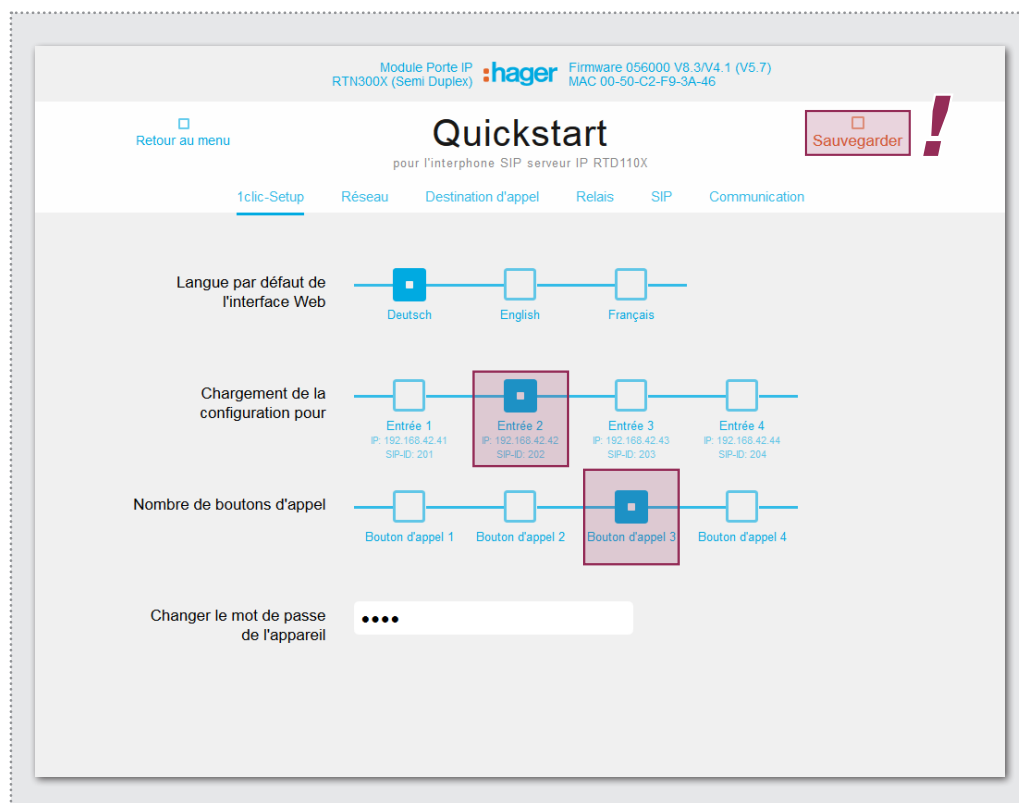 Module Porte IP
RTN300X (Semi Duplex)
:hager
Firmware 056000 V8.3/V4.1 (V5.7)
MAC 00-50-C2-F9-3A-46
Retour au menu
Quickstart
pour l'interphone SIP serveur IP RTD110X
Sauvegarder
!
1clic-Setup Réseau Destination d'appel Relais SIP Communication
Langue par défaut de
l'interface Web
Deutsch English Français
Chargement de la
configuration pour
Entrée 1 Entrée 2 Entrée 3 Entrée 4
IP: 192.168.42.41 IP: 192.168.42.42 IP: 192.168.42.43 IP: 192.168.42.44
SIP-ID: 201 SIP-ID: 202 SIP-ID: 203 SIP-ID: 204
Nombre de boutons d'appel
Bouton d'appel 1 Bouton d'appel 2 Bouton d'appel 3 Bouton d'appel 4
Changer le mot de passe
de l'appareil
••••